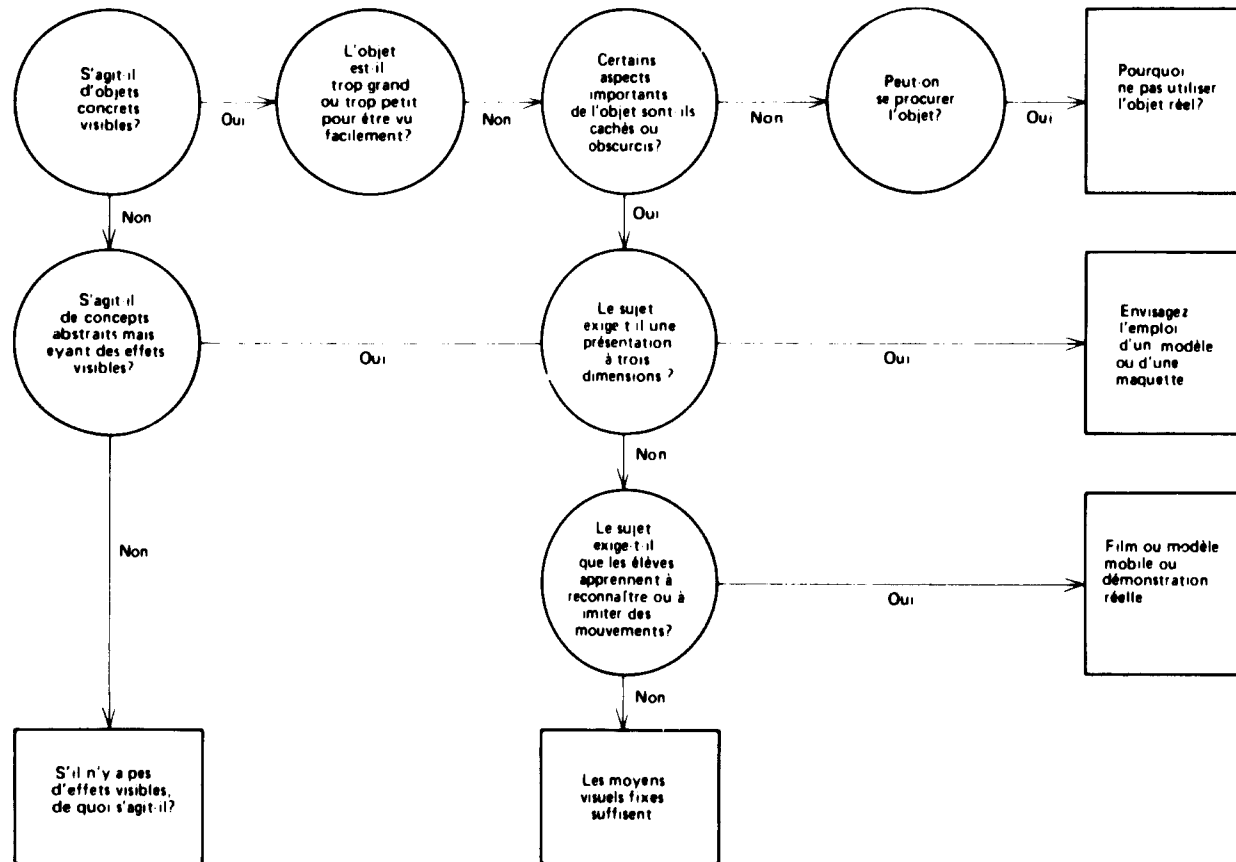 S'agit-il
d'objets
concrets
visibles?
Oui
L'objet
est-il
trop grand
ou trop petit
pour être vu
facilement?
Non
Certains
aspects
importants
de l'objet sont-ils
cachés ou
obscurcis?
Non
Peut-on
se procurer
l'objet?
Oui
Pourquoi
ne pas utiliser
l'objet réel?
Non
Oui
S'agit-il
de concepts
abstraits mais
eyant des effets
visibles?
Oui
Le sujet
exige t il une
présentation
à trois
dimensions ?
Oui
Envisagez
l'emploi
d'un modèle
ou d'une
maquette
Non
Non
Le sujet
exige-t-il
que les élèves
apprennent à
reconnaître ou à
imiter des
mouvements?
Oui
Film ou modèle
mobile ou
démonstration
réelle
Non
S'il n'y a pes
d'effets visibles,
de quoi s'agit-il?
Les moyens
visuels fixes
suffisent